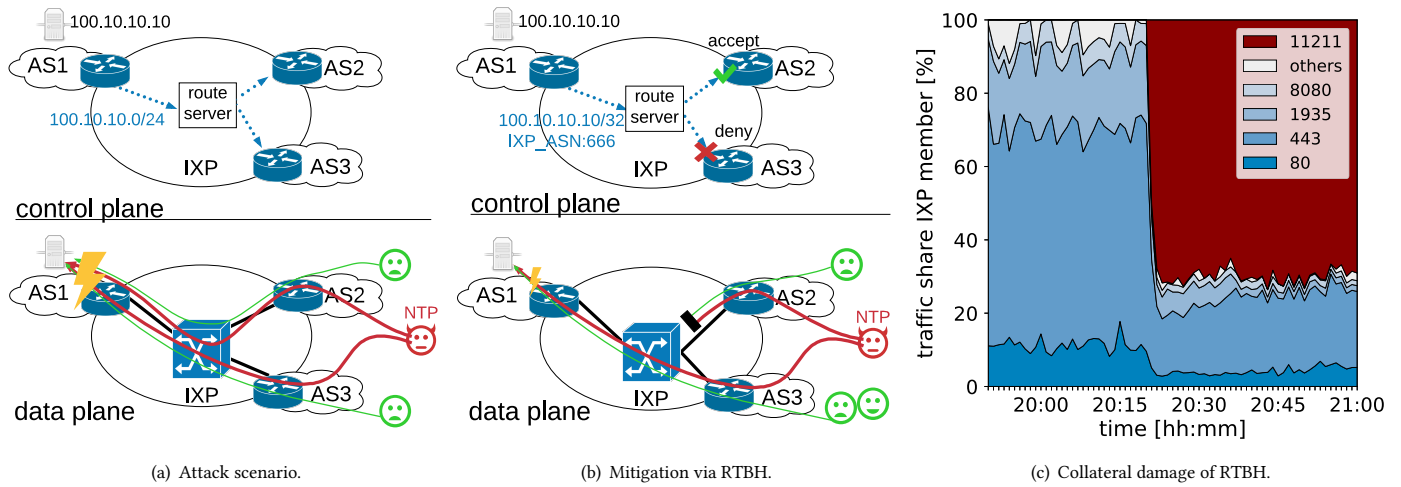 100.10.10.10
AS1
AS2
route
server
100.10.10.0/24
IXP
AS3
control plane
AS1
AS2
NTP
IXP
AS3
data plane
(a) Attack scenario.
100.10.10.10
accept
AS1
AS2
route
server
100.10.10.10/32
IXP_ASN:666
deny
IXP
AS3
control plane
AS1
AS2
NTP
IXP
AS3
data plane
(b) Mitigation via RTBH.
traffic share IXP member [%]
100
80
60
40
20
0
11211
others
8080
1935
443
80
20:00 20:15 20:30 20:45 21:00
time [hh:mm]
(c) Collateral damage of RTBH.